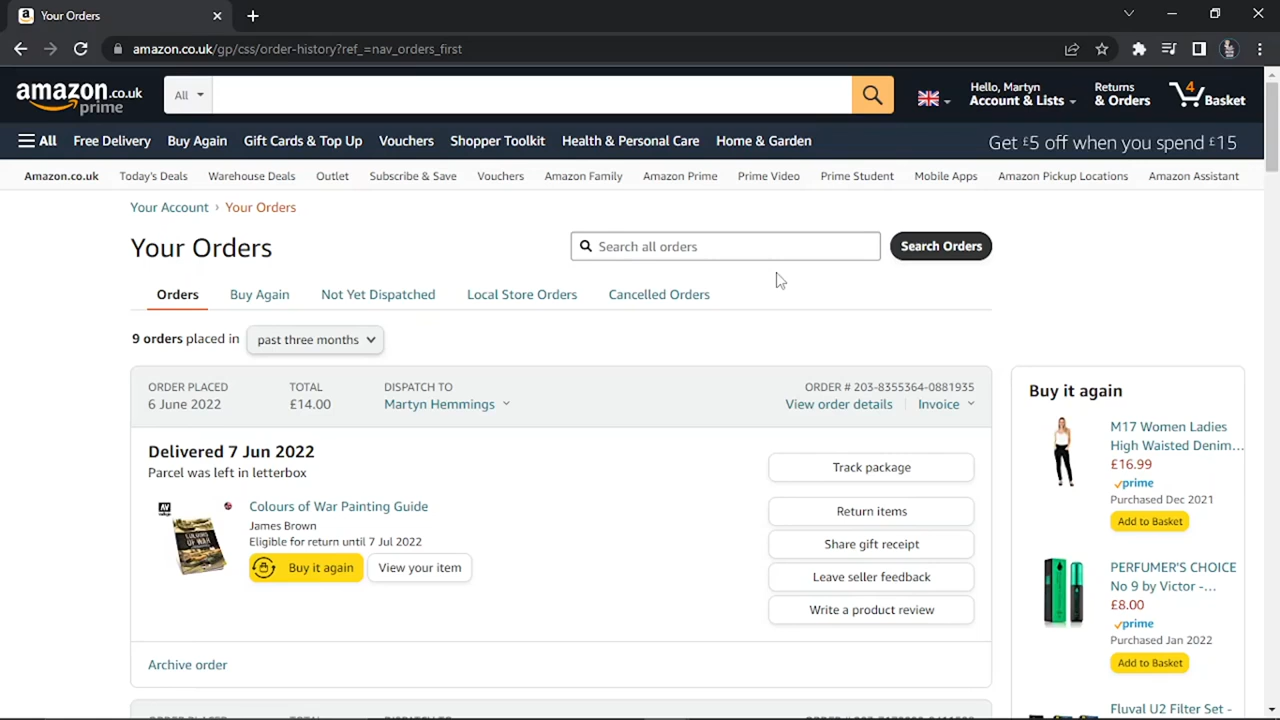 Your Orders
amazon.co.uk/gp/css/order-history?ref_=nav_orders_first
amazon.co.uk
prime
All
Hello, Martyn
Account & Lists
Returns
& Orders
4
Basket
All
Free Delivery
Buy Again
Gift Cards & Top Up
Vouchers
Shopper Toolkit
Health & Personal Care
Home & Garden
Get £5 off when you spend £15
Amazon.co.uk
Today's Deals
Warehouse Deals
Outlet
Subscribe & Save
Vouchers
Amazon Family
Amazon Prime
Prime Video
Prime Student
Mobile Apps
Amazon Pickup Locations
Amazon Assistant
Your Account › Your Orders
Your Orders
Search all orders
Search Orders
Orders
Buy Again
Not Yet Dispatched
Local Store Orders
Cancelled Orders
9 orders placed in
past three months
ORDER PLACED
6 June 2022
TOTAL
£14.00
DISPATCH TO
Martyn Hemmings
ORDER # 203-8355364-0881935
View order details
Invoice
Delivered 7 Jun 2022
Parcel was left in letterbox
COLOURS
OF WAR
Colours of War Painting Guide
James Brown
Eligible for return until 7 Jul 2022
Buy it again
View your item
Track package
Return items
Share gift receipt
Leave seller feedback
Write a product review
Archive order
Buy it again
M17 Women Ladies
High Waisted Denim...
£16.99
prime
Purchased Dec 2021
Add to Basket
PERFUMER'S CHOICE
No 9 by Victor -...
£8.00
prime
Purchased Jan 2022
Add to Basket
Fluval U2 Filter Set -